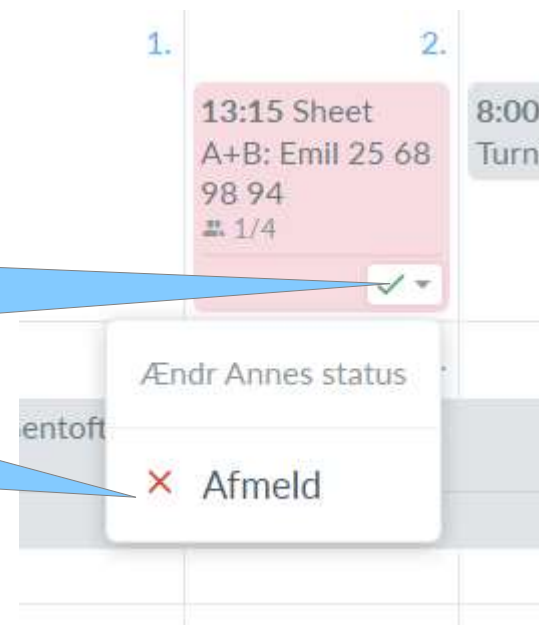 1.
2.
13:15 Sheet
A+B: Emil 25 68
98 94
1/4
8:00
Turn
Ændr Annes status
entoft
Afmeld